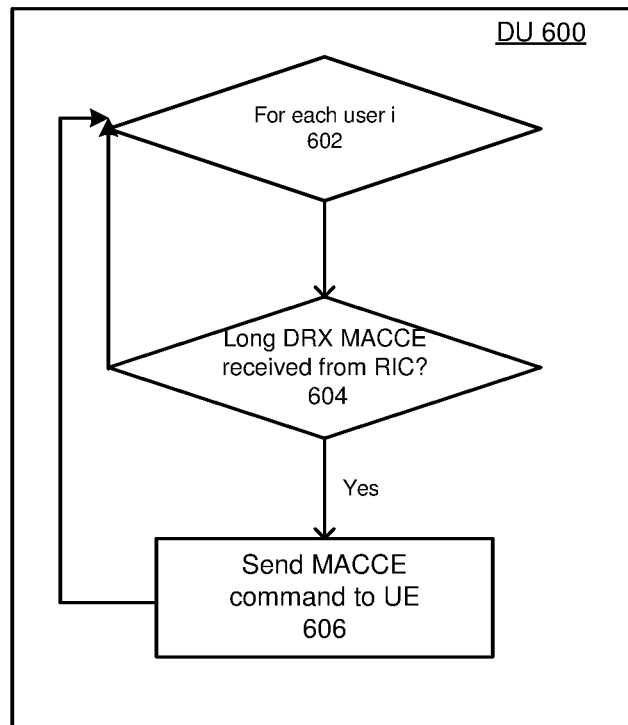 DU 600
For each user i
602
Long DRX MACCE
received from RIC?
604
Yes
Send MACCE
command to UE
606